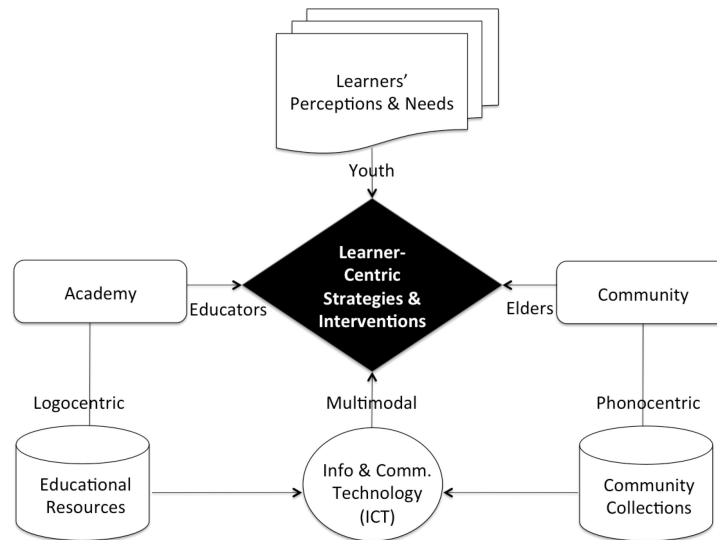 Learners'
Perceptions & Needs
Youth
Learner-
Centric
Strategies &
Interventions
Academy
Educators
Community
Elders
Logocentric
Multimodal
Phonocentric
Educational
Resources
Info & Comm.
Technology
(ICT)
Community
Collections